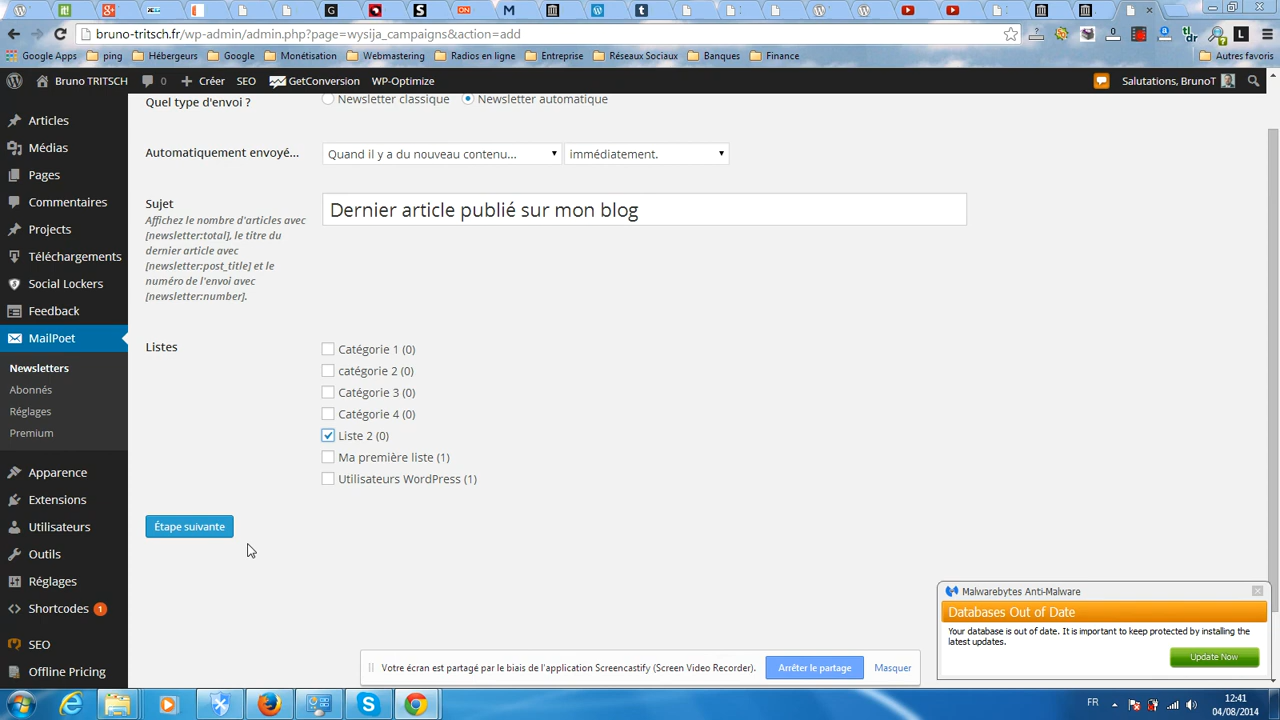 bruno-tritsch.fr/wp-admin/admin.php?page=wysija_campaigns&action=add
Google Apps
ping
Hébergeurs
Google
Monétisation
Webmastering
Radios en ligne
Entreprise
Réseaux Sociaux
Banques
Finance
Autres favoris
Bruno TRITSCH
0
Créer
SEO
GetConversion
WP-Optimize
Salutations, BrunoT
Articles
Médias
Pages
Commentaires
Projects
Téléchargements
Social Lockers
Feedback
MailPoet
Newsletters
Abonnés
Réglages
Premium
Apparence
Extensions
Utilisateurs
Outils
Réglages
Shortcodes 1
SEO
Offline Pricing
Quel type d'envoi ?
Newsletter classique
Newsletter automatique
Automatiquement envoyé...
Quand il y a du nouveau contenu...
immédiatement.
Sujet
Dernier article publié sur mon blog
Affichez le nombre d'articles avec
[newsletter:total], le titre du
dernier article avec
[newsletter:post_title] et le
numéro de l'envoi avec
[newsletter:number].
Listes
Catégorie 1 (0)
catégorie 2 (0)
Catégorie 3 (0)
Catégorie 4 (0)
Liste 2 (0)
Ma première liste (1)
Utilisateurs WordPress (1)
Étape suivante
Malwarebytes Anti-Malware
Databases Out of Date
Your database is out of date. It is important to keep protected by installing the
latest updates.
Update Now
Votre écran est partagé par le biais de l'application Screencastify (Screen Video Recorder).
Arrêter le partage
Masquer
FR
12:41
04/08/2014